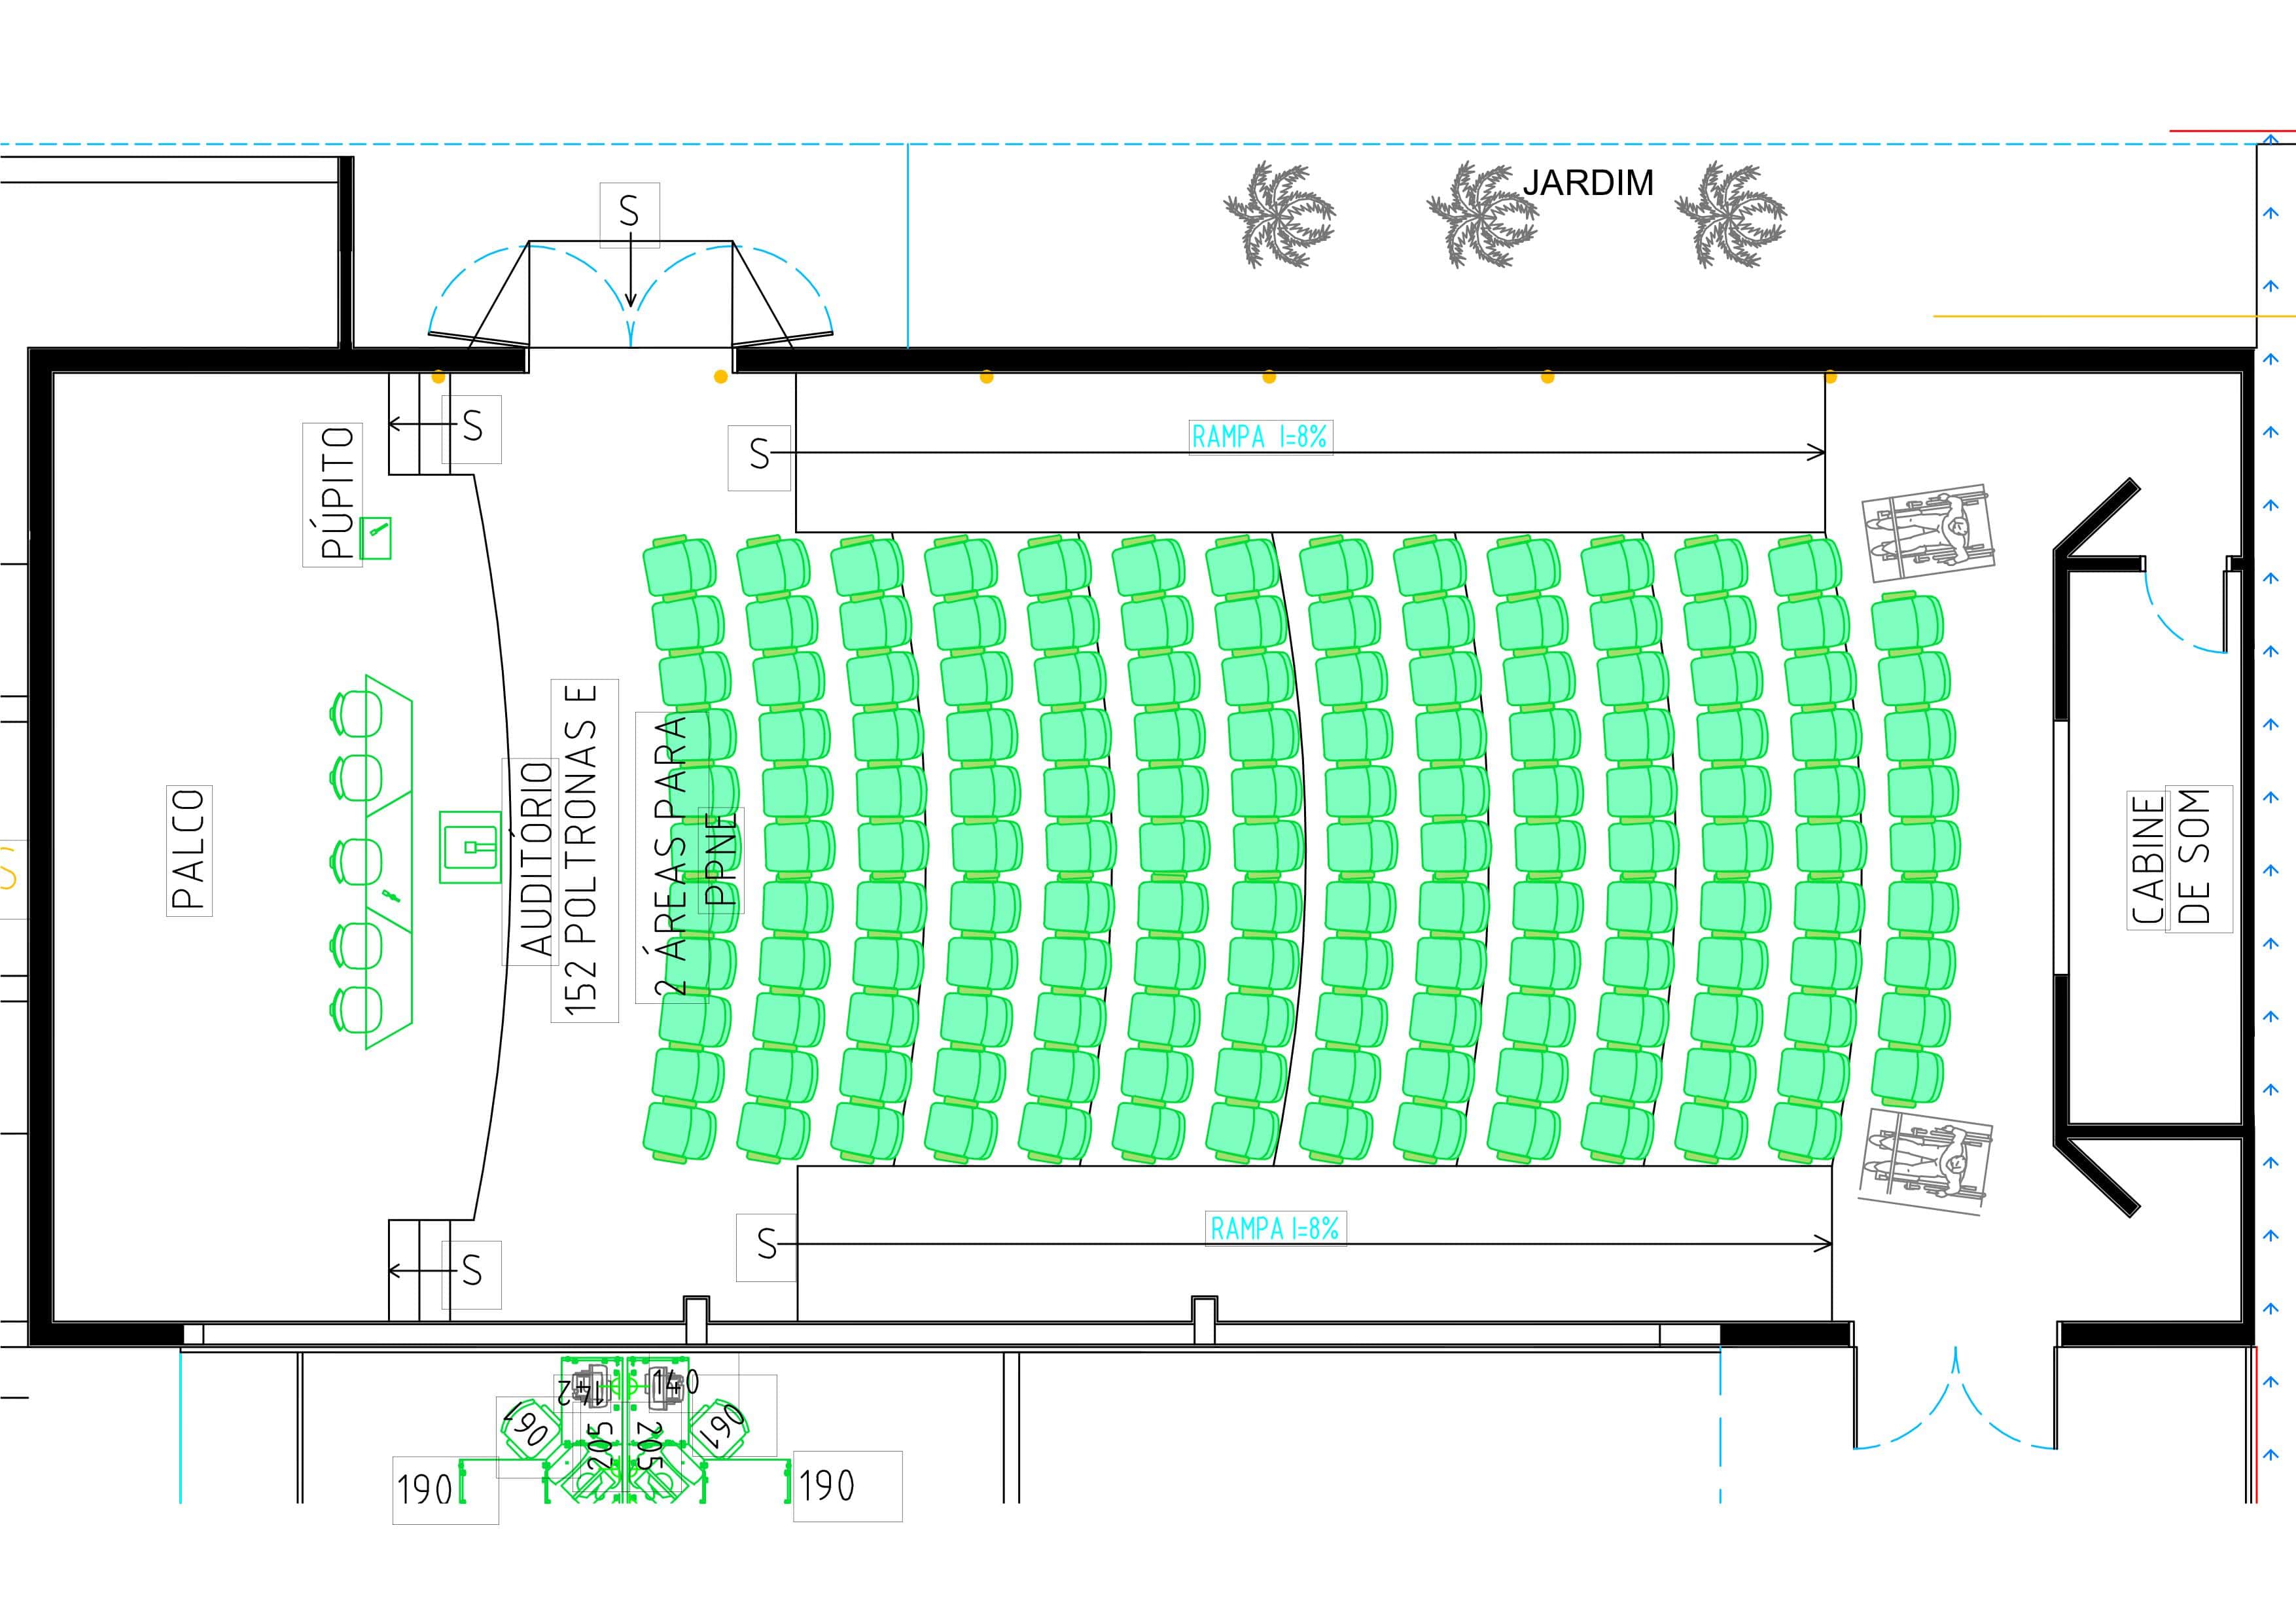 JARDIM
S
S
S
RAMPA I=8%
PÚPITO
PALCO
AUDITÓRIO
152 POLTRONAS E
2 ÁREAS PARA
PPNE
CABINE
DE SOM
S
S
RAMPA I=8%
S
142
140
190
190
205
205
190
190